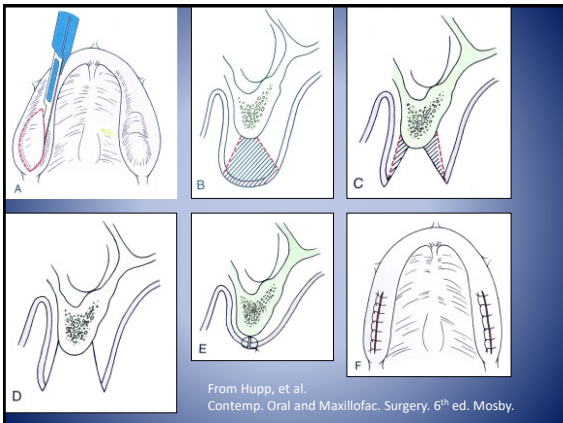 A
B
C
D
E
F
From Hupp, et al.
Contemp. Oral and Maxillofac. Surgery. 6th ed. Mosby.